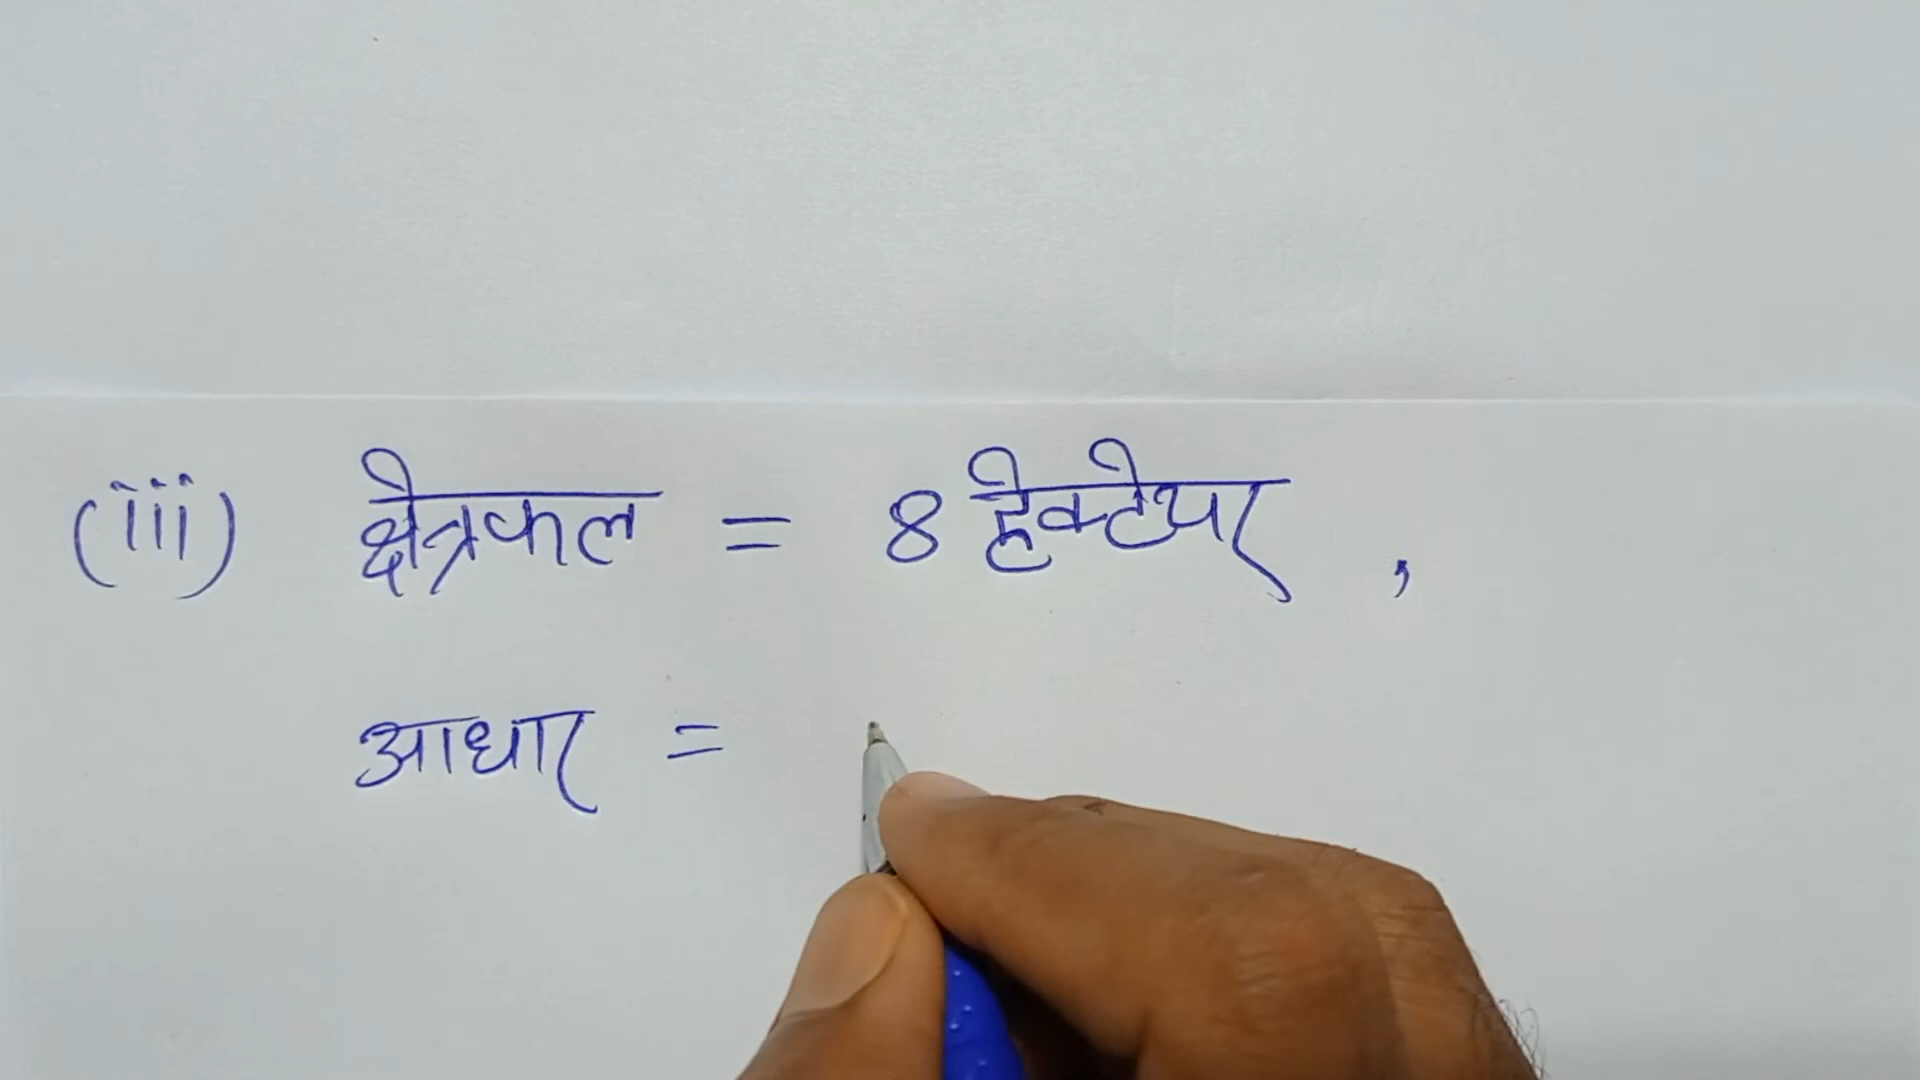 (iii) क्षेत्रफल = 8 हेक्टेयर ,
आधार =